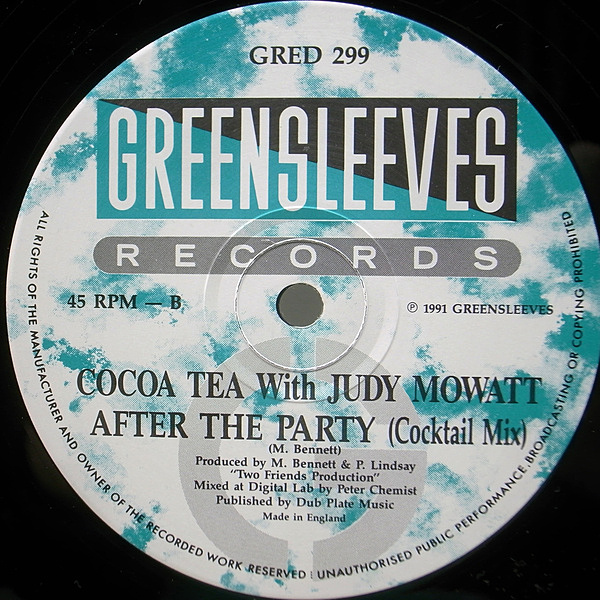 GRED 299
GREENSLEEVES
RECORDS
45 RPM — B
℗ 1991 GREENSLEEVES
COCOA TEA With JUDY MOWATT
AFTER THE PARTY (Cocktail Mix)
(M. Bennett)
Produced by M. Bennett & P. Lindsay
"Two Friends Production"
Mixed at Digital Lab by Peter Chemist
Published by Dub Plate Music
Made in England
ALL RIGHTS OF THE MANUFACTURER AND OWNER OF THE RECORDED WORK RESERVED | UNAUTHORISED PUBLIC PERFORMANCE, BROADCASTING OR COPYING PROHIBITED